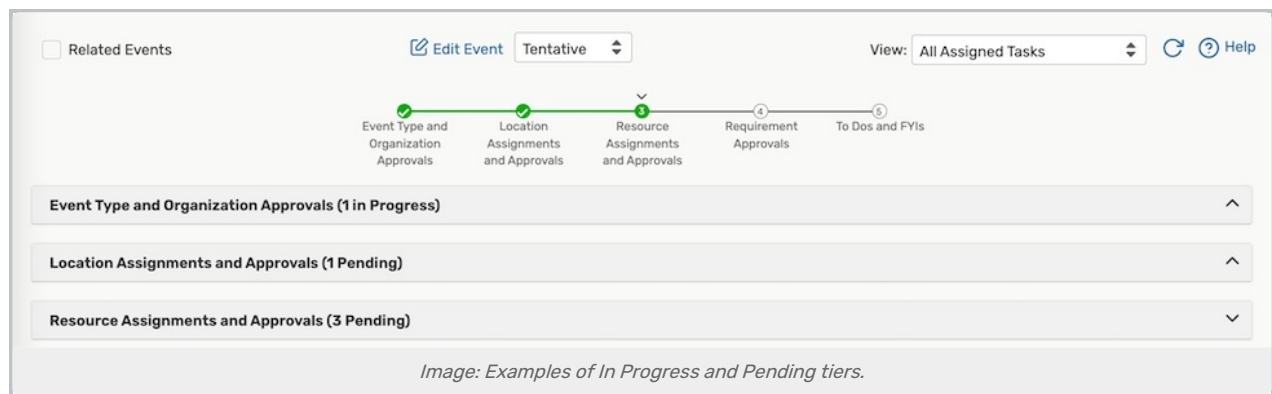 Related Events
Edit Event
Tentative
View:
All Assigned Tasks
Help
3
4
5
Event Type and
Organization
Approvals
Location
Assignments
and Approvals
Resource
Assignments
and Approvals
Requirement
Approvals
To Dos and FYIs
Event Type and Organization Approvals (1 in Progress)
Location Assignments and Approvals (1 Pending)
Resource Assignments and Approvals (3 Pending)
Image: Examples of In Progress and Pending tiers.